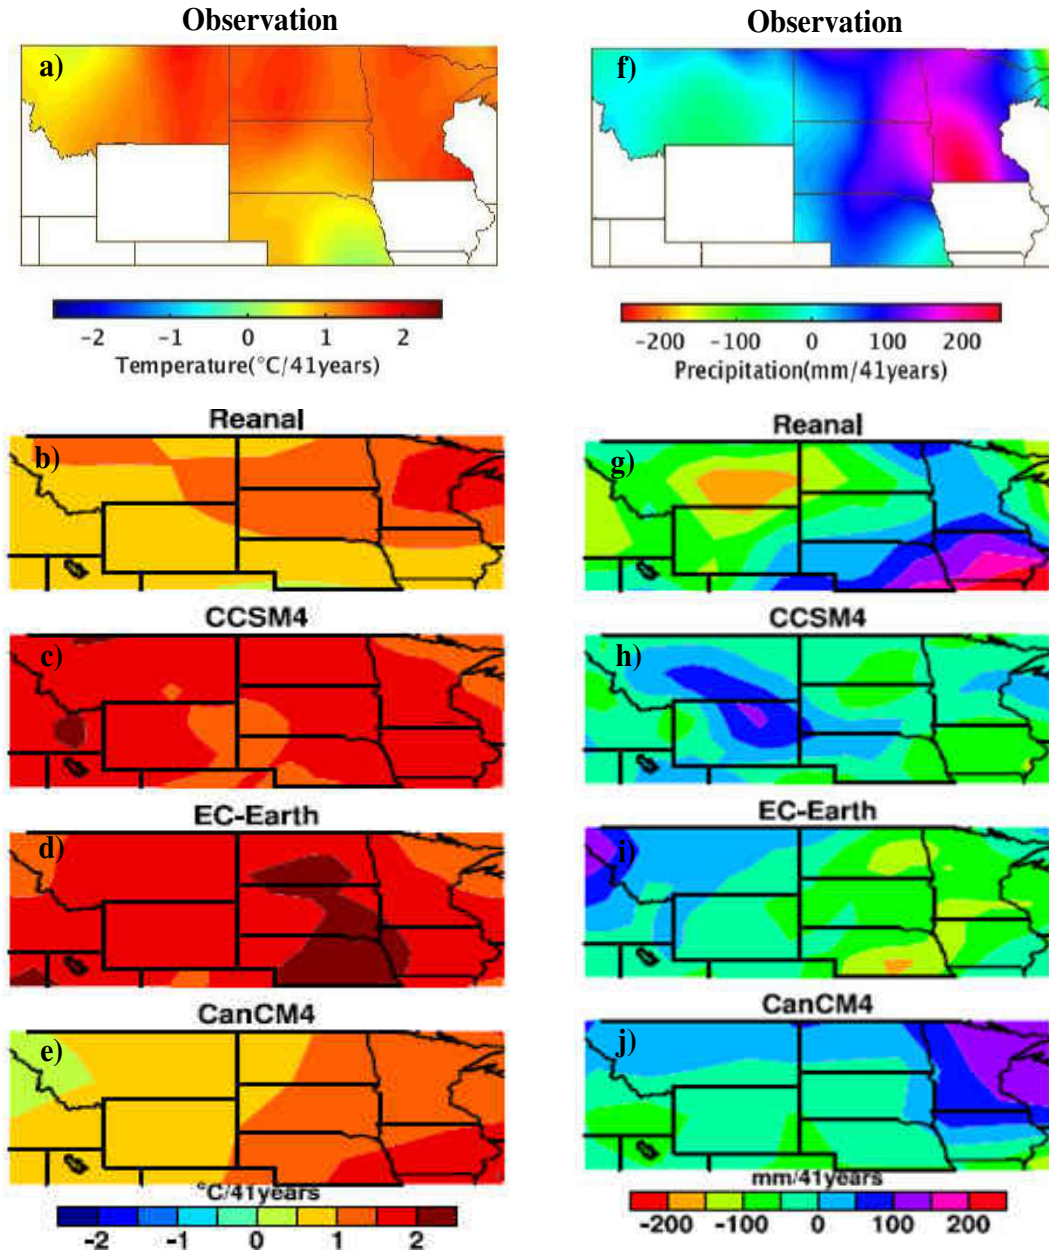 Observation
a)
-2 -1 0 1 2
Temperature(°C/41years)
Reanal
b)
CCSM4
c)
EC-Earth
d)
CanCM4
e)
°C/41years
-2 -1 0 1 2
Observation
f)
-200 -100 0 100 200
Precipitation(mm/41years)
Reanal
g)
CCSM4
h)
EC-Earth
i)
CanCM4
j)
mm/41years
-200 -100 0 100 200